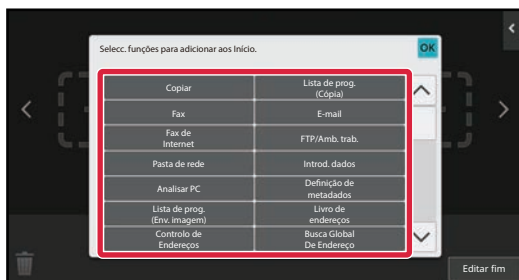 Selecc. funções para adicionar aos Início.
OK
Copiar
Lista de prog.
(Cópia)
Fax
E-mail
Fax de
Internet
FTP/Amb. trab.
Pasta de rede
Introd. dados
Analisar PC
Definição de
metadados
Lista de prog.
(Env. imagem)
Livro de
endereços
Controlo de
Endereços
Busca Global
De Endereço
Editar fim